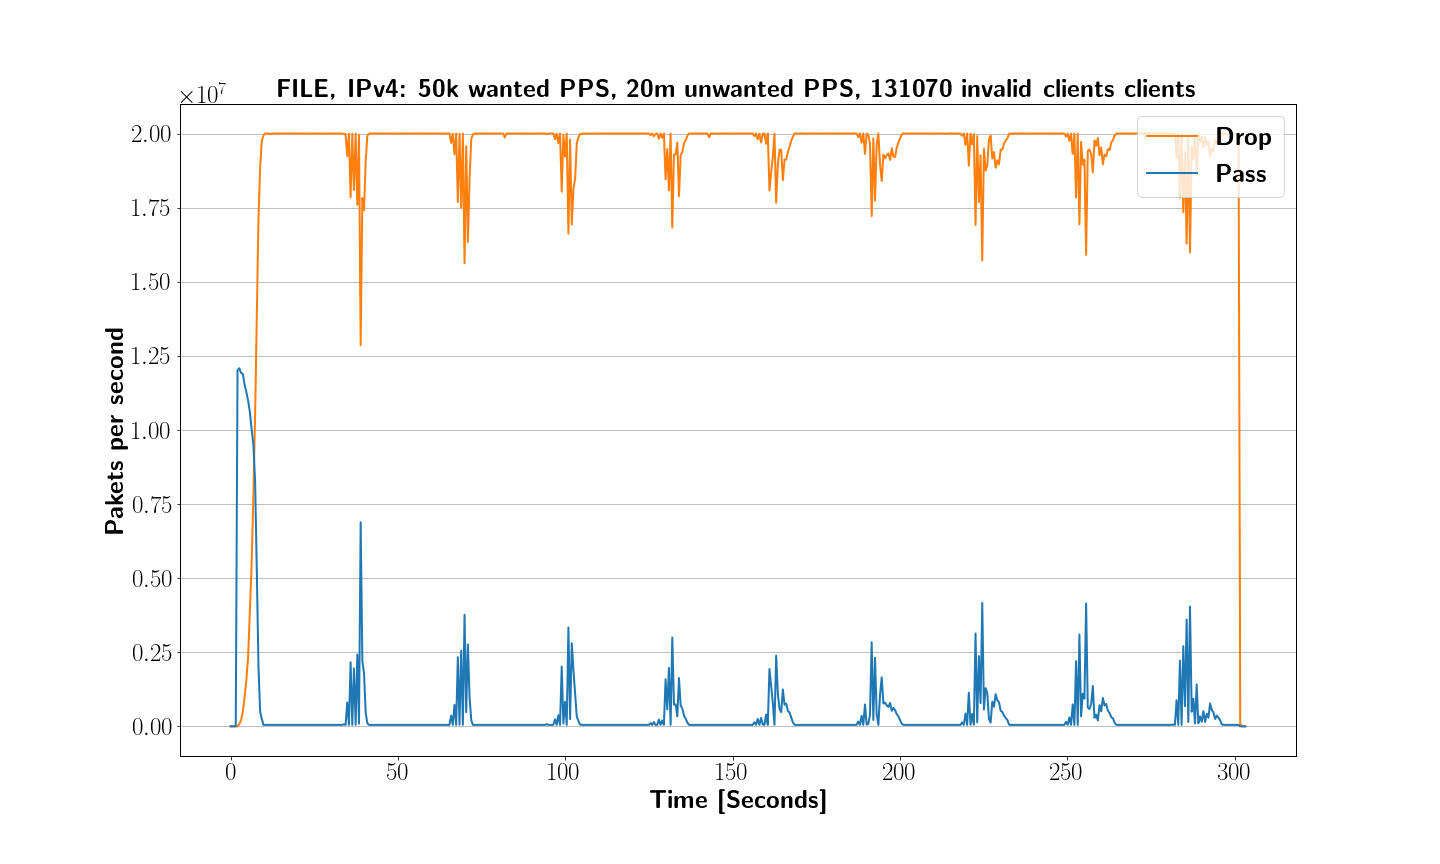 ×10⁷
FILE, IPv4: 50k wanted PPS, 20m unwanted PPS, 131070 invalid clients clients
2.00
1.75
1.50
1.25
1.00
0.75
0.50
0.25
0.00
Pakets per second
Drop
Pass
0 50 100 150 200 250 300
Time [Seconds]